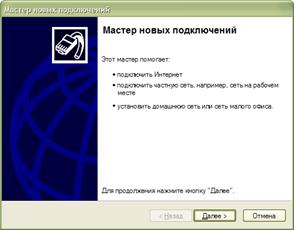 Мастер новых подключений
Мастер новых подключений
Этот мастер помогает:
• подключить Интернет
• подключить частную сеть, например, сеть на рабочем
месте
• установить домашнюю сеть или сеть малого офиса.
Для продолжения нажмите кнопку "Далее".
< Назад
Далее >
Отмена